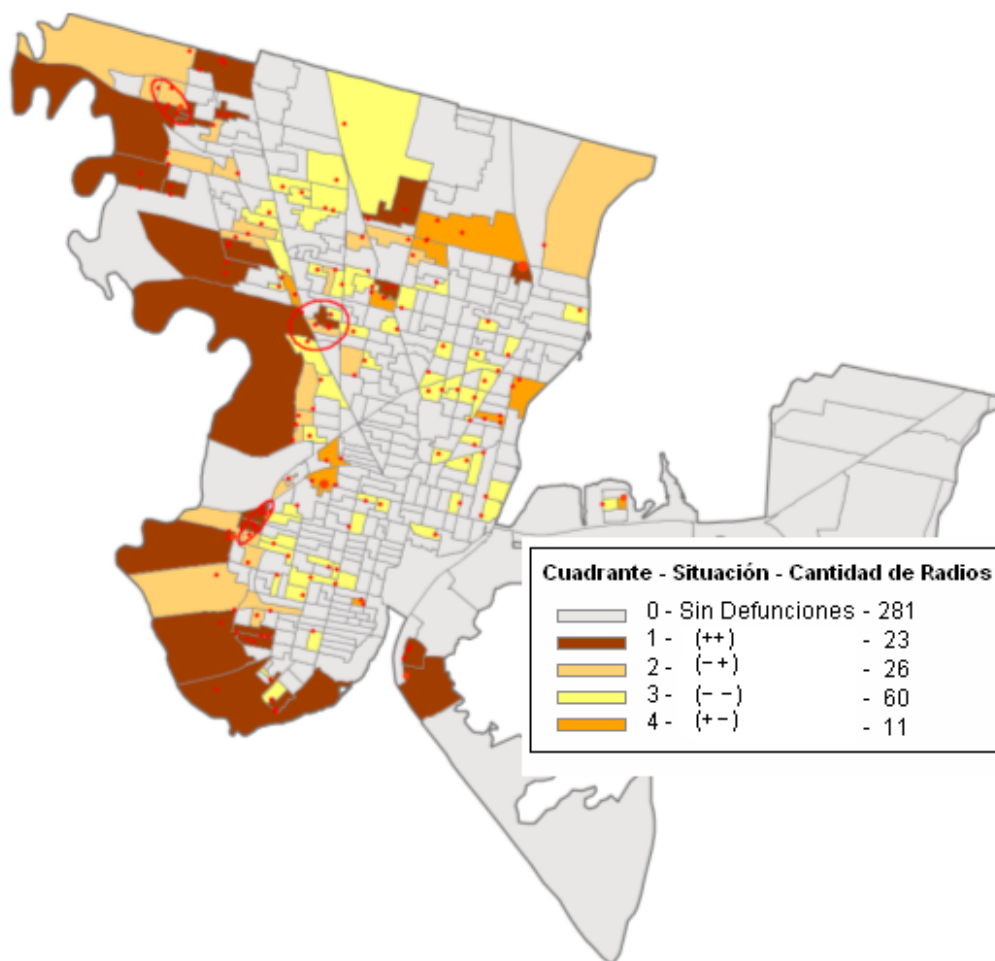 Cuadrante - Situación - Cantidad de Radios
0 - Sin Defunciones - 281
1 - (++) - 23
2 - (-+) - 26
3 - (--) - 60
4 - (+-) - 11